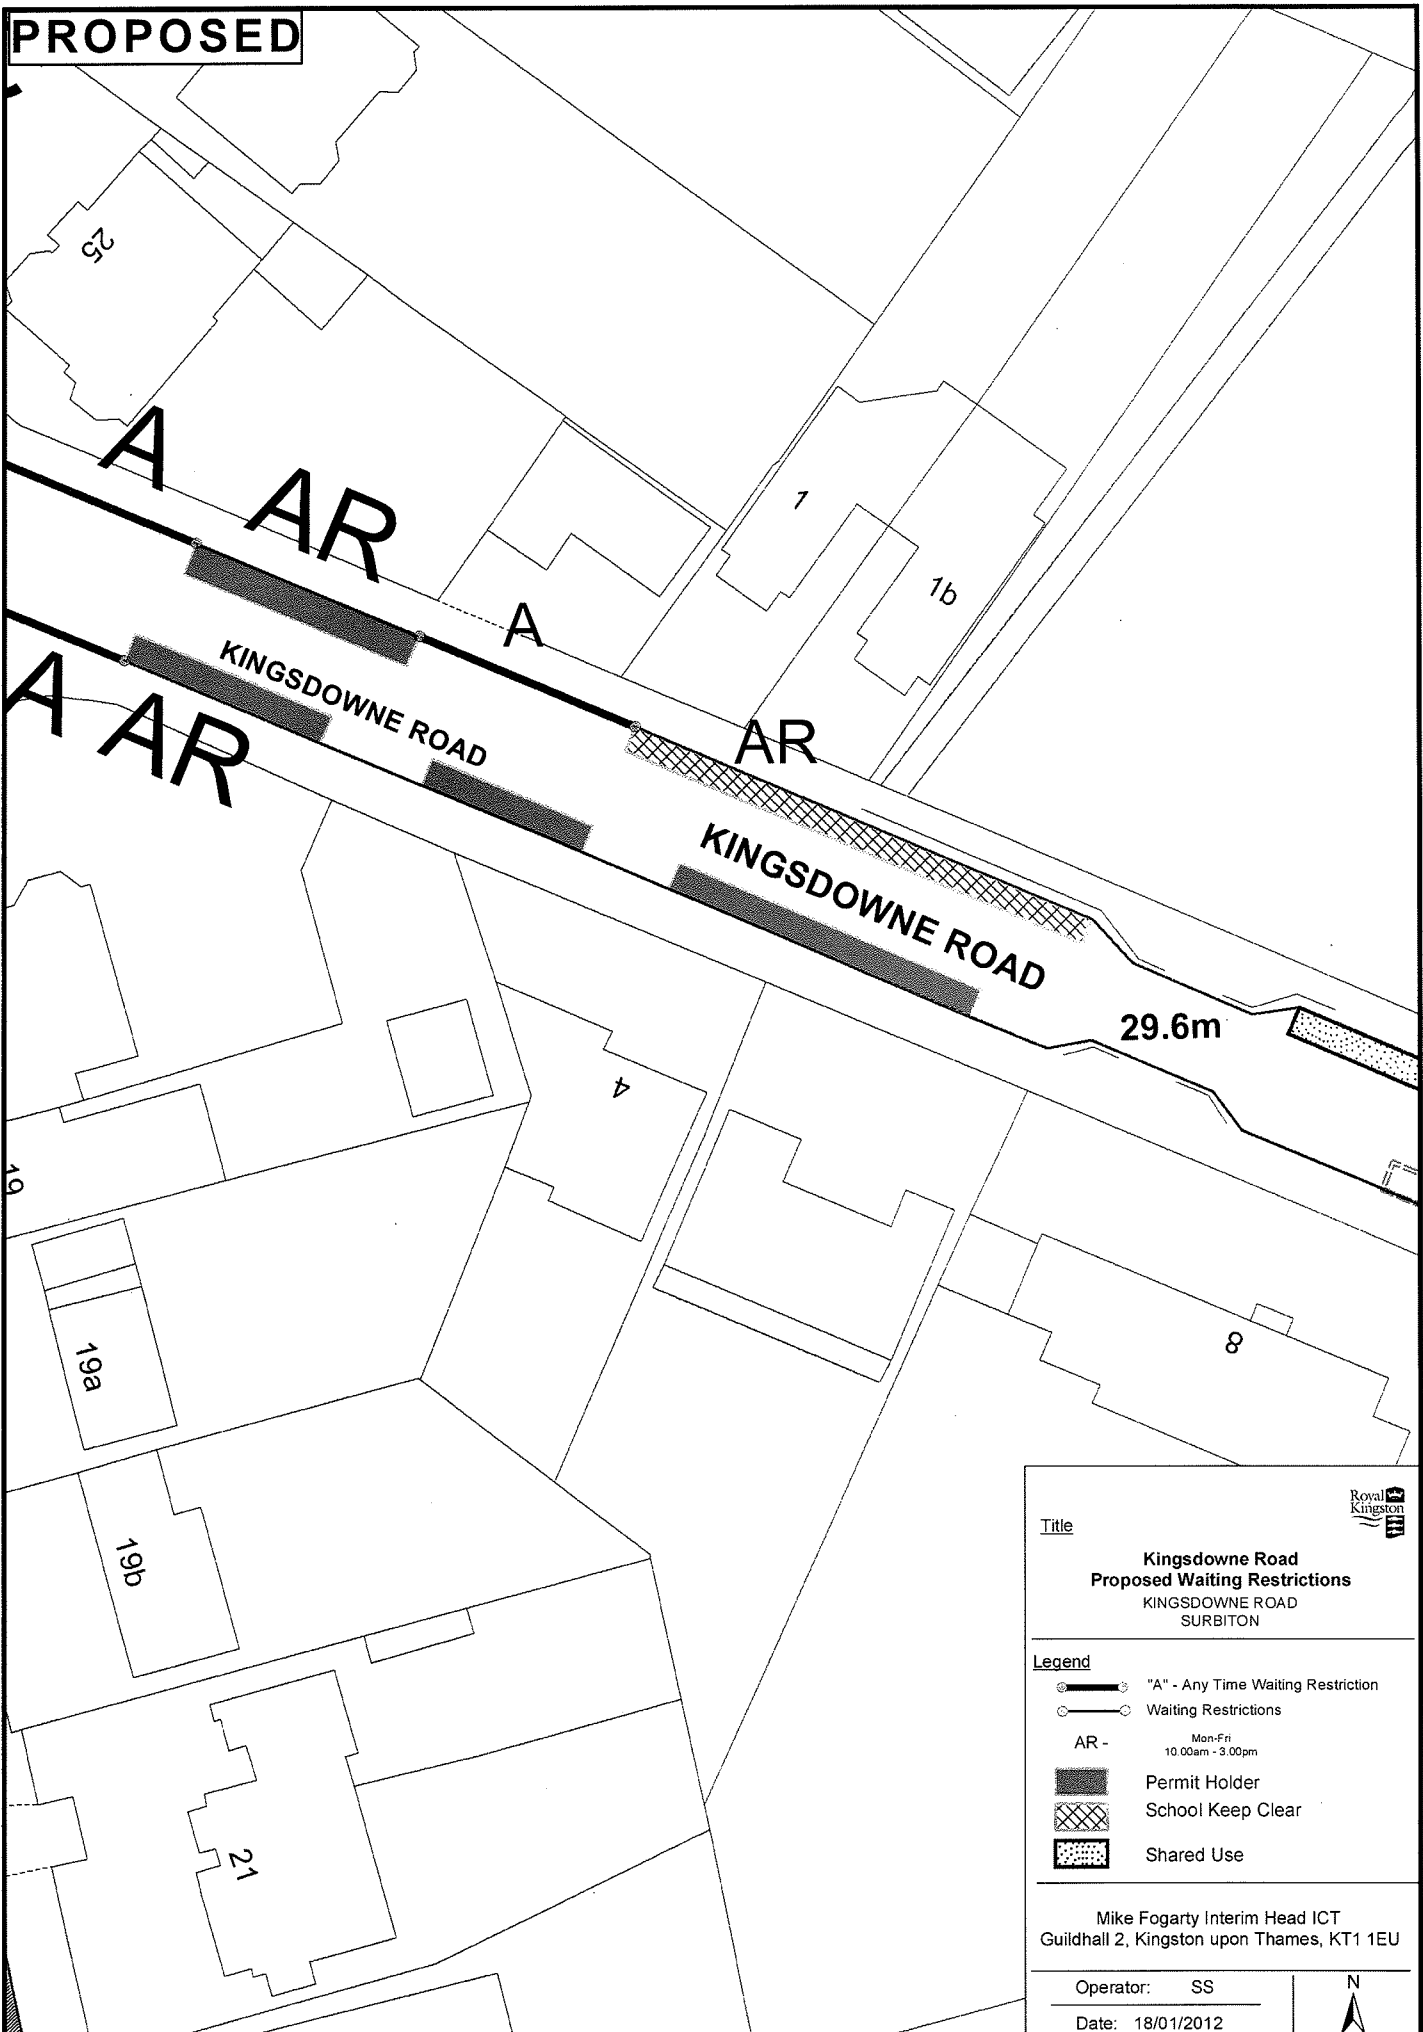 PROPOSED
25
A
AR
1
1b
A
KINGSDOWNE ROAD
A
AR
AR
KINGSDOWNE ROAD
29.6m
4
19
19a
8
19b
21
Royal
Kingston
Title
Kingsdowne Road
Proposed Waiting Restrictions
KINGSDOWNE ROAD
SURBITON
Legend
"A" - Any Time Waiting Restriction
Waiting Restrictions
AR - Mon-Fri
10.00am - 3.00pm
Permit Holder
School Keep Clear
Shared Use
Mike Fogarty Interim Head ICT
Guildhall 2, Kingston upon Thames, KT1 1EU
Operator: SS
N
Date: 18/01/2012